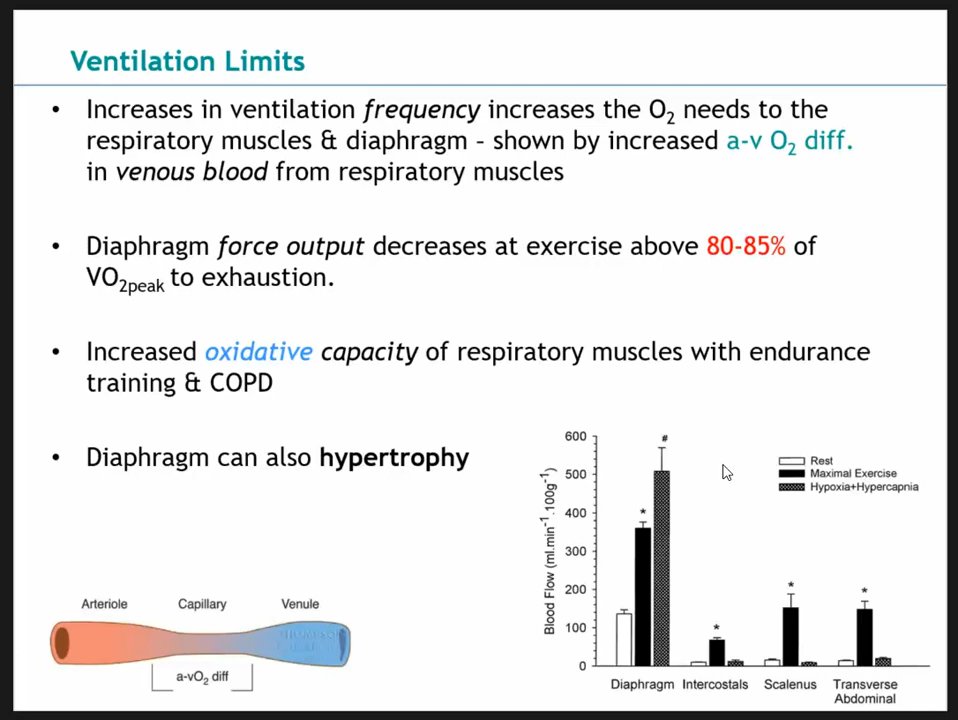 Ventilation Limits
• Increases in ventilation frequency increases the O2 needs to the
respiratory muscles & diaphragm – shown by increased a-v O2 diff.
in venous blood from respiratory muscles
• Diaphragm force output decreases at exercise above 80-85% of
VO2peak to exhaustion.
• Increased oxidative capacity of respiratory muscles with endurance
training & COPD
• Diaphragm can also hypertrophy
Arteriole Capillary Venule
a-vO2 diff
Blood Flow (ml.min-1.100g-1)
600
500
400
300
200
100
0
#
*
*
*
*
Rest
Maximal Exercise
Hypoxia+Hypercapnia
Diaphragm Intercostals Scalenus Transverse
Abdominal